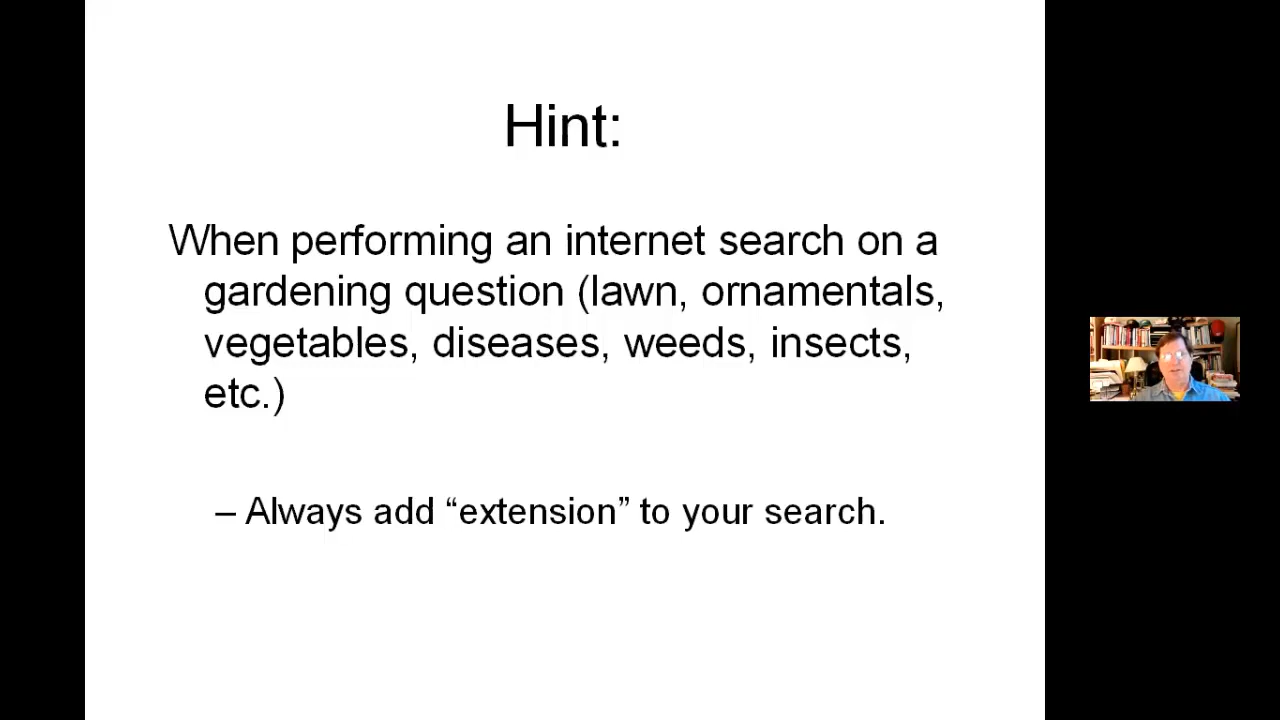 Hint:
When performing an internet search on a
gardening question (lawn, ornamentals,
vegetables, diseases, weeds, insects,
etc.)
– Always add “extension” to your search.